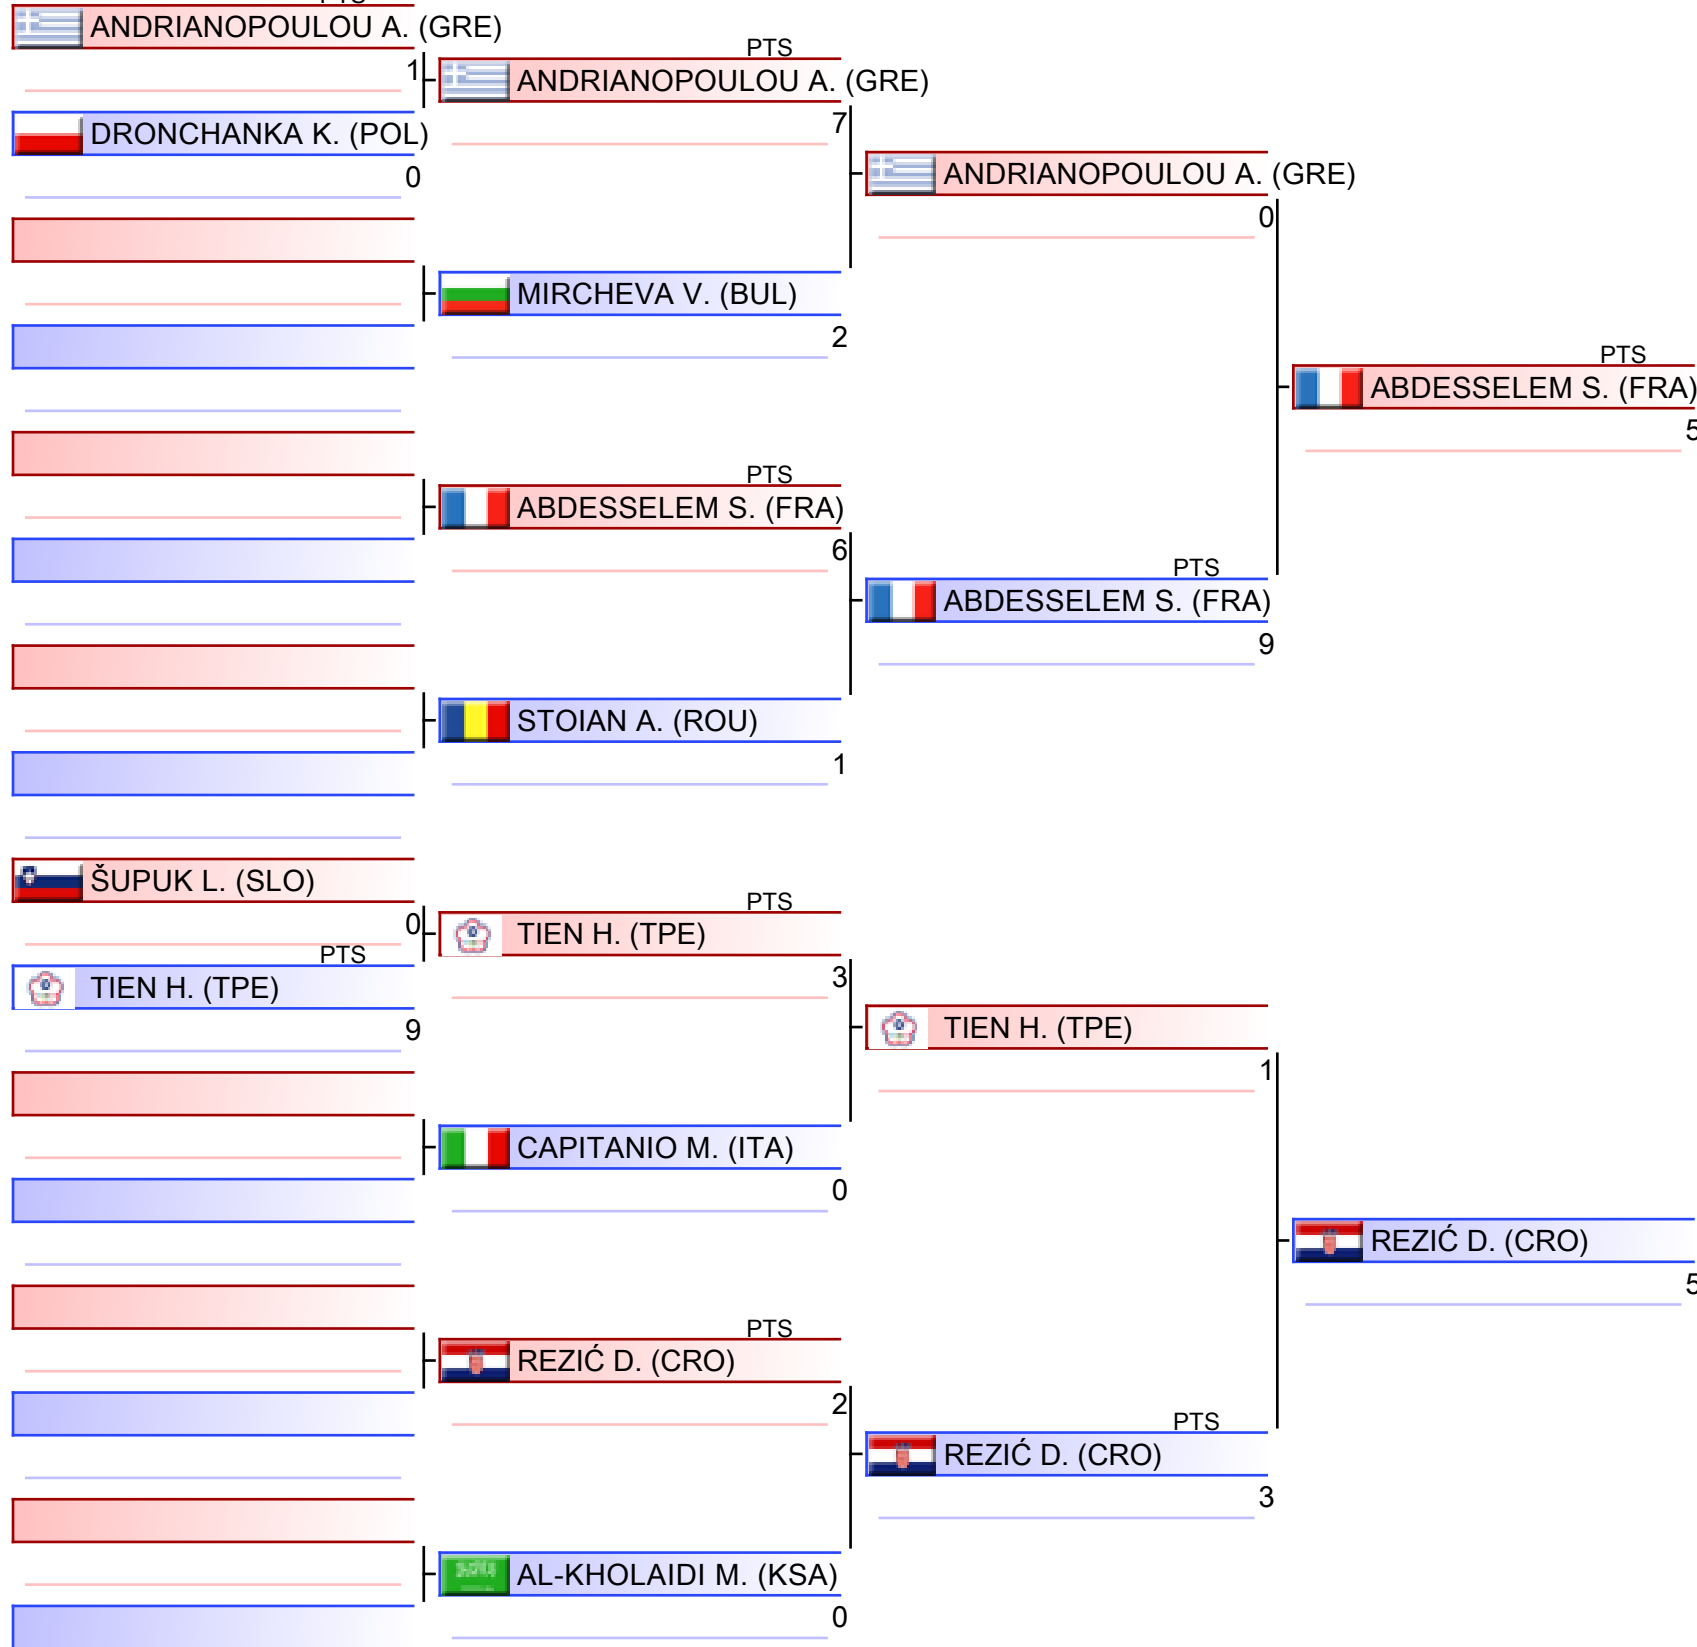 PTS
ANDRIANOPOULOU A. (GRE)
1
DRONCHANKA K. (POL)
0
ŠUPUK L. (SLO)
0
PTS
TIEN H. (TPE)
9
PTS
ANDRIANOPOULOU A. (GRE)
7
MIRCHEVA V. (BUL)
2
PTS
ABDESSELEM S. (FRA)
6
STOIAN A. (ROU)
1
PTS
TIEN H. (TPE)
3
CAPITANIO M. (ITA)
0
PTS
REZIĆ D. (CRO)
2
AL-KHOLAIDI M. (KSA)
0
ANDRIANOPOULOU A. (GRE)
0
PTS
ABDESSELEM S. (FRA)
9
TIEN H. (TPE)
1
PTS
REZIĆ D. (CRO)
3
PTS
ABDESSELEM S. (FRA)
5
REZIĆ D. (CRO)
5